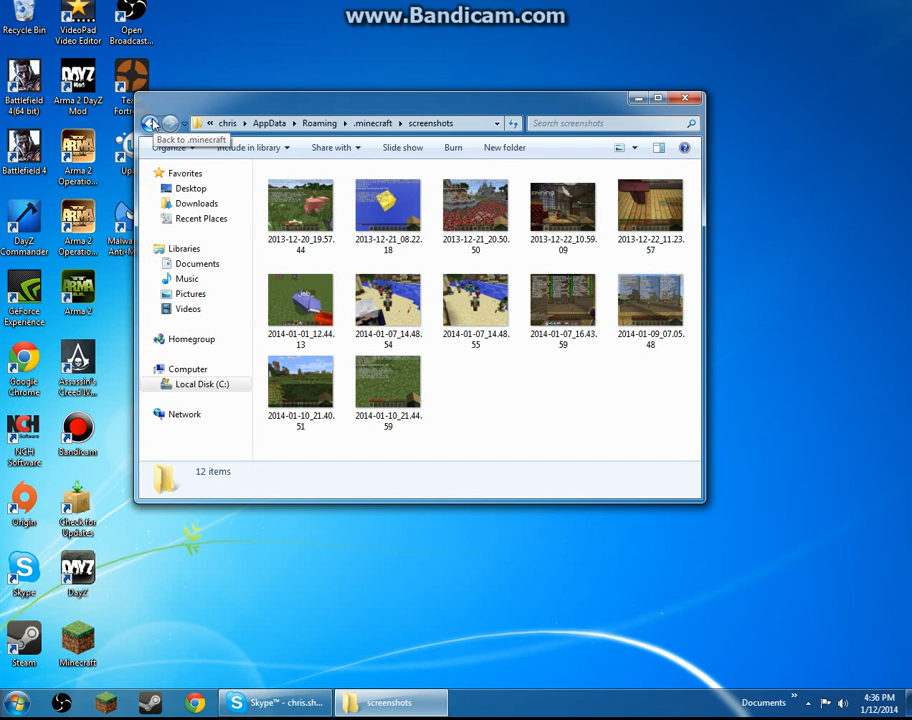 www.Bandicam.com
Recycle Bin
VideoPad
Video Editor
Open
Broadcast...
Battlefield
4(64 bit)
Arma 2 DayZ
Mod
Battlefield 4
Arma 2
Operatio...
DayZ
Commander
Arma 2
Operatio...
GeForce
Experience
Arma 2
Google
Chrome
Assassin's
Creed IV...
NCH
Software
Bandicam
Origin
Check for
Updates
Skype
DayZ
Steam
Minecraft
« chris AppData Roaming .minecraft screenshots
Search screenshots
Back to .minecraft
Include in library
Share with
Slide show
Burn
New folder
Favorites
Desktop
Downloads
Recent Places
Libraries
Documents
Music
Pictures
Videos
Homegroup
Computer
Local Disk (C:)
Network
2013-12-20_19.57.
44
2013-12-21_08.22.
18
2013-12-21_20.50.
50
2013-12-22_10.59.
09
2013-12-22_11.23.
57
2014-01-01_12.44.
13
2014-01-07_14.48.
54
2014-01-07_14.48.
55
2014-01-07_16.43.
59
2014-01-09_07.05.
48
2014-01-10_21.40.
51
2014-01-10_21.44.
59
12 items
Skype™ - chris.sh...
screenshots
Documents
4:36 PM
1/12/2014